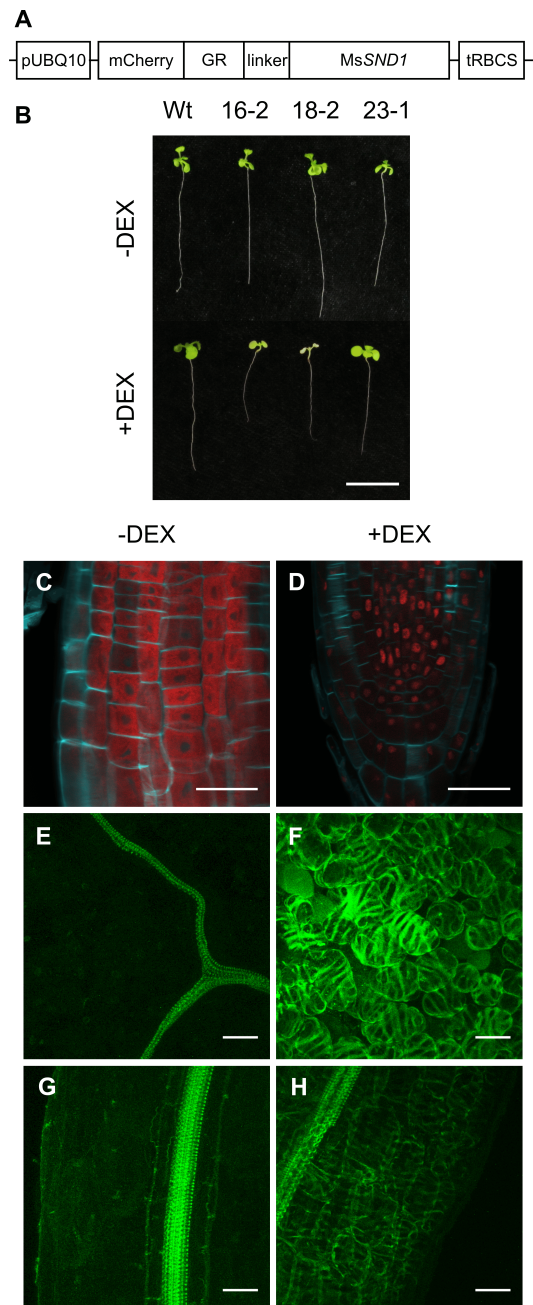 A
pUBQ10 mCherry GR linker MsSND1 tRBCS
B
Wt 16-2 18-2 23-1
-DEX
+DEX
-DEX +DEX
C D
E F
G H